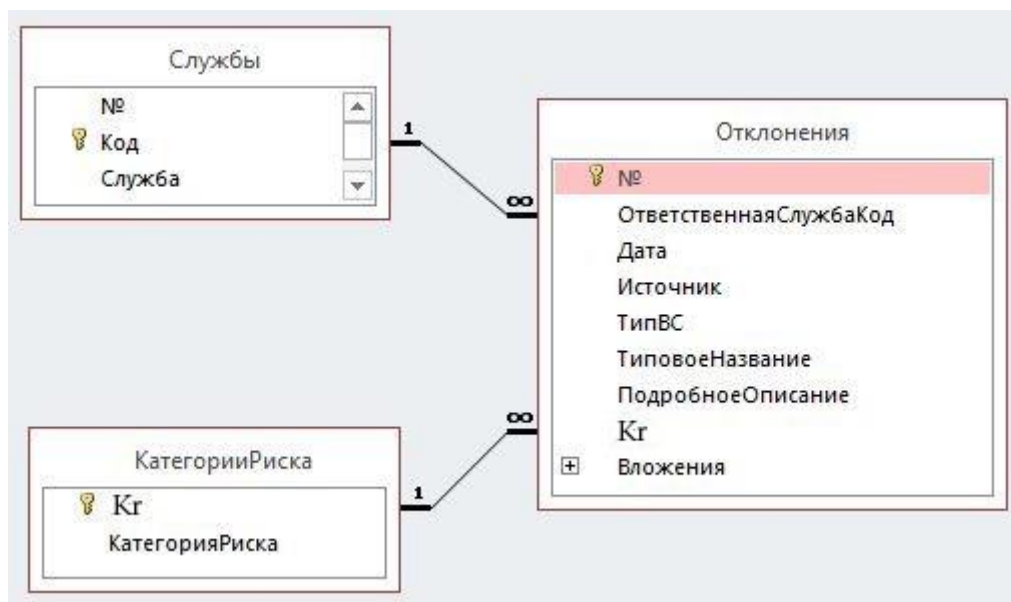 Службы
№
Код
Служба
1
∞
Отклонения
№
ОтветственнаяСлужбаКод
Дата
Источник
ТипВС
ТиповоеНазвание
ПодробноеОписание
Kr
Вложения
КатегорииРиска
Kr
КатегорияРиска
1
∞